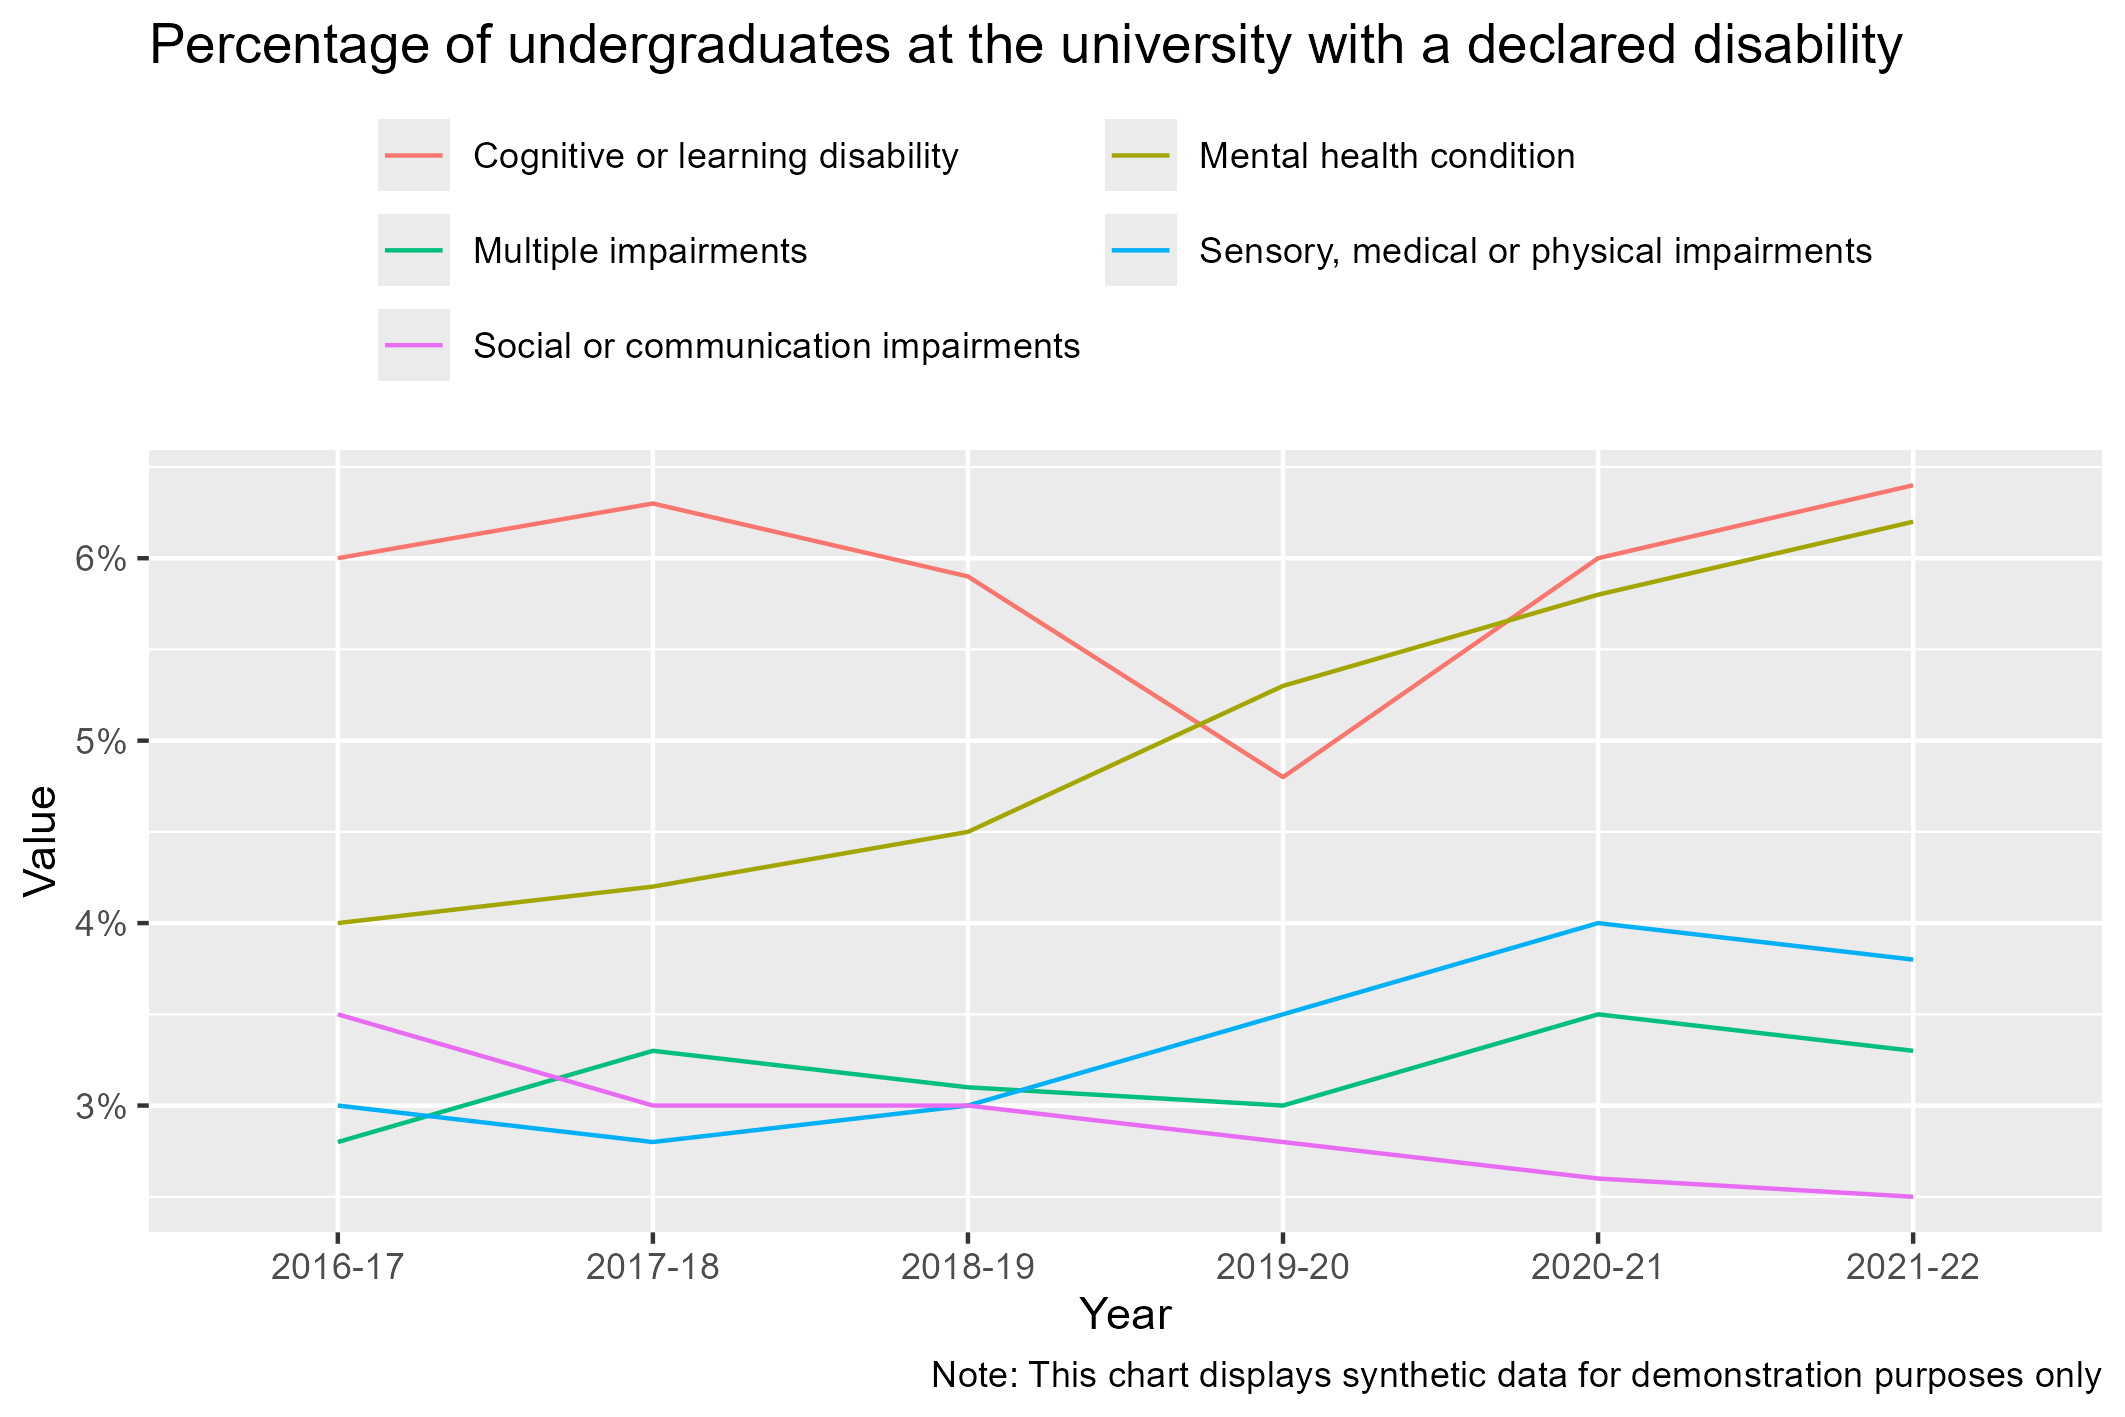 Percentage of undergraduates at the university with a declared disability
Cognitive or learning disability
Mental health condition
Multiple impairments
Sensory, medical or physical impairments
Social or communication impairments
6%
5%
4%
3%
Value
2016-17
2017-18
2018-19
2019-20
2020-21
2021-22
Year
Note: This chart displays synthetic data for demonstration purposes only